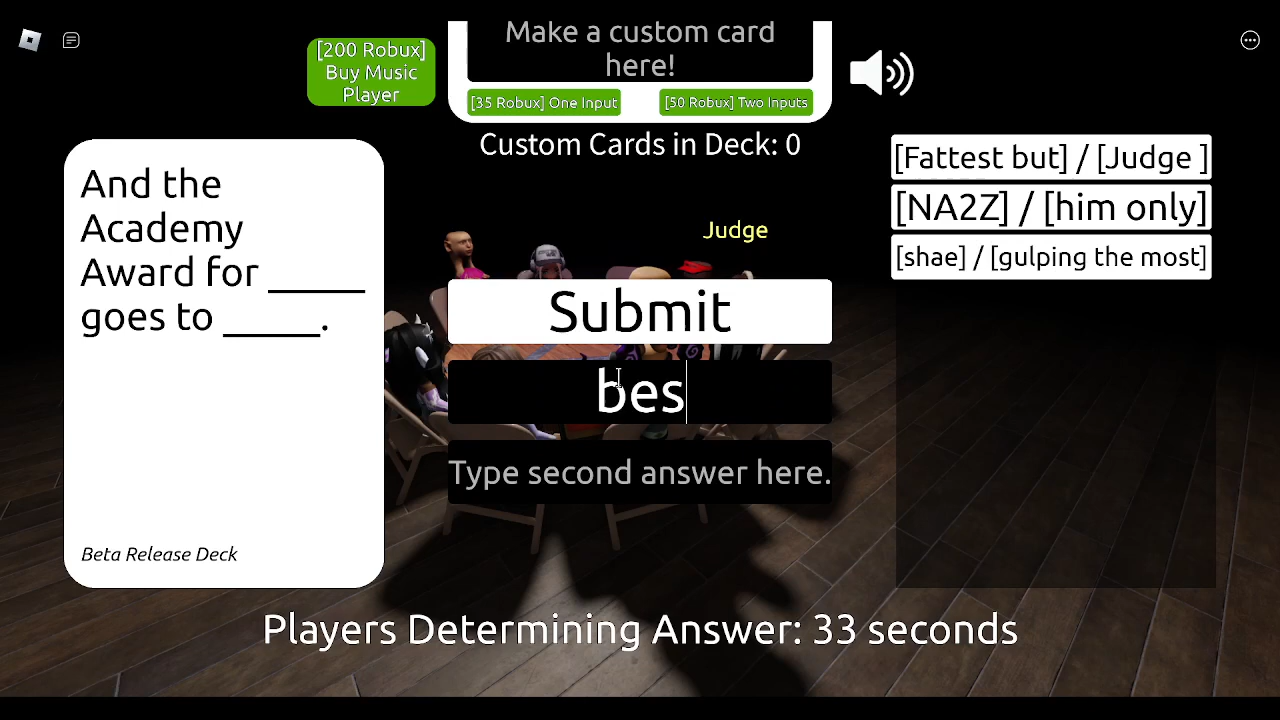 [200 Robux]
Buy Music
Player
Make a custom card
here!
[35 Robux] One Input
[50 Robux] Two Inputs
Custom Cards in Deck: 0
And the
Academy
Award for _____
goes to _____.
Beta Release Deck
Judge
Submit
bes
Type second answer here.
[Fattest but] / [Judge ]
[NA2Z] / [him only]
[shae] / [gulping the most]
Players Determining Answer: 33 seconds